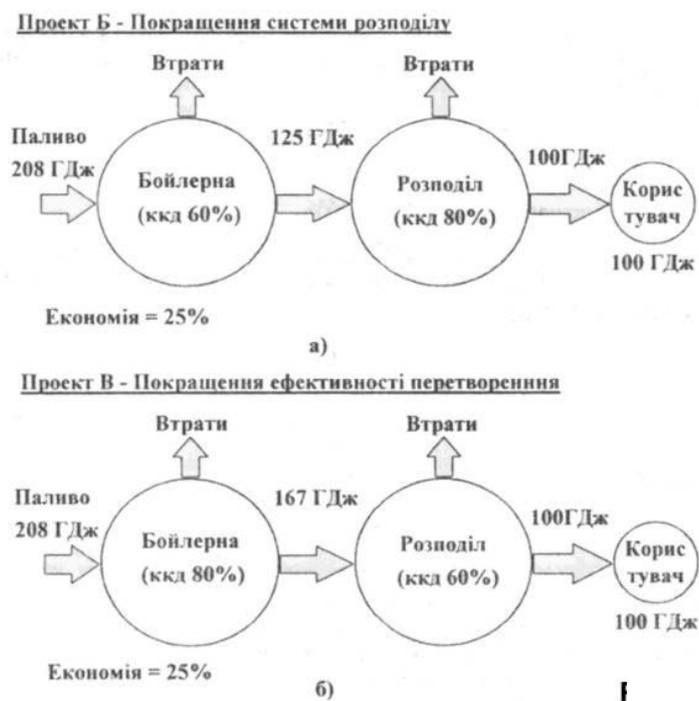 Проект Б - Покращення системи розподілу
Втрати
Втрати
Паливо
208 ГДж
125 ГДж
100ГДж
Бойлерна
(ккд 60%)
Розподіл
(ккд 80%)
Корис
тувач
100 ГДж
Економія = 25%
а)
Проект В - Покращення ефективності перетворенння
Втрати
Втрати
Паливо
208 ГДж
167 ГДж
100ГДж
Бойлерна
(ккд 80%)
Розподіл
(ккд 60%)
Корис
тувач
100 ГДж
Економія = 25%
б)